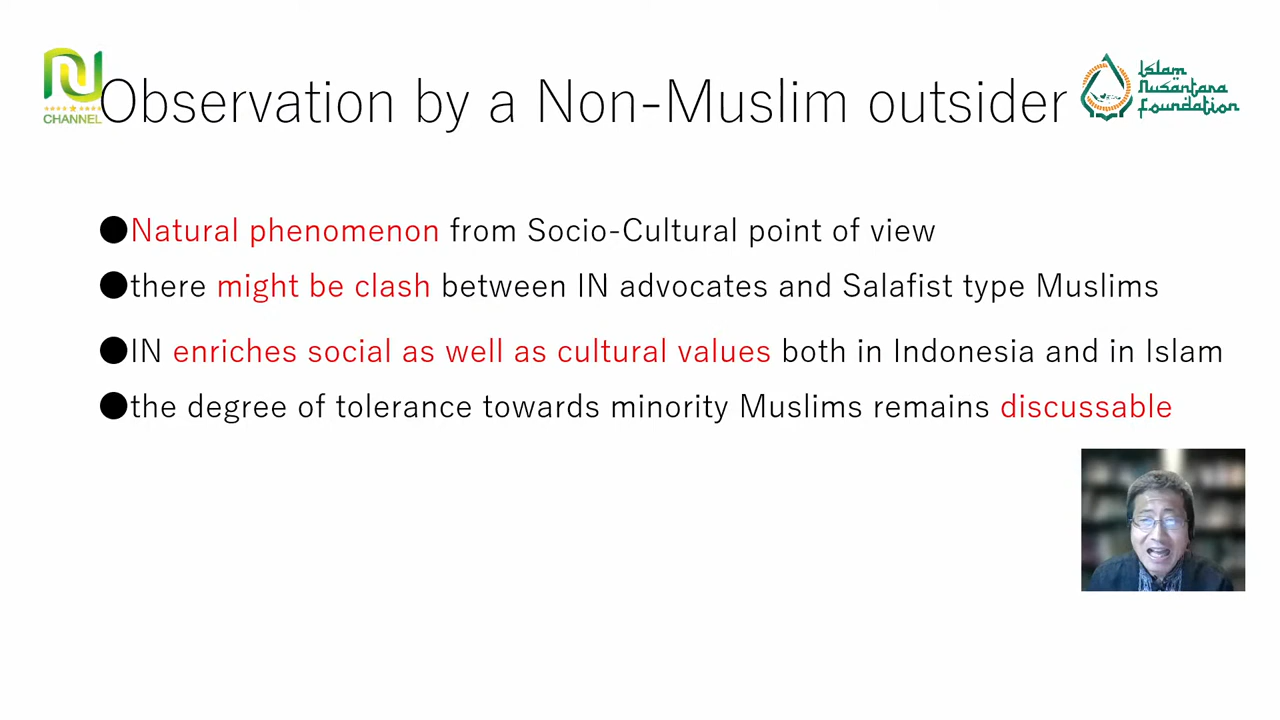 Observation by a Non-Muslim outsider
CHANNEL
Islam
Nusantara
foundation
●Natural phenomenon from Socio-Cultural point of view
●there might be clash between IN advocates and Salafist type Muslims
●IN enriches social as well as cultural values both in Indonesia and in Islam
●the degree of tolerance towards minority Muslims remains discussable